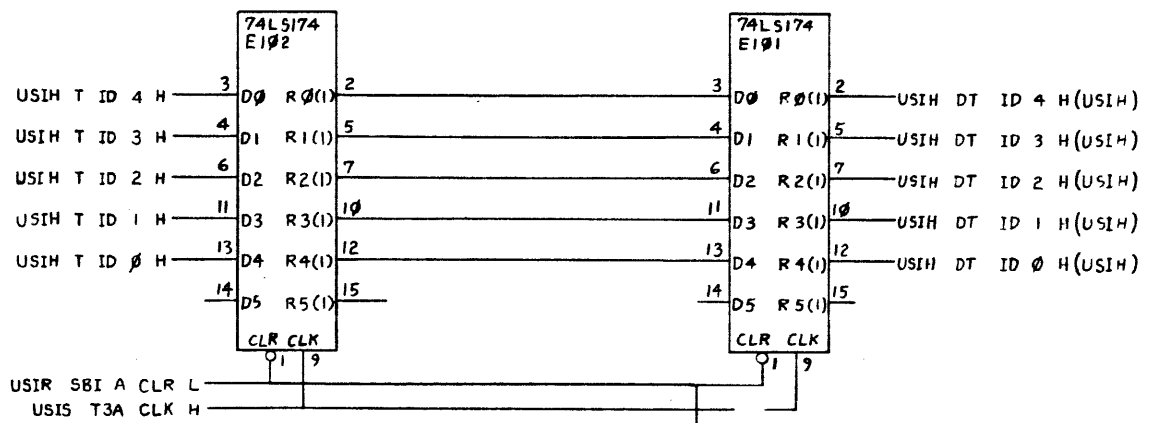 74LS174 74LS174
E1Ø2 E1Ø1
USIH T ID 4 H 3 DØ RØ(1) 2 3 DØ RØ(1) 2 USIH DT ID 4 H(USIH)
USIH T ID 3 H 4 D1 R1(1) 5 4 D1 R1(1) 5 USIH DT ID 3 H(USIH)
USIH T ID 2 H 6 D2 R2(1) 7 6 D2 R2(1) 7 USIH DT ID 2 H(USIH)
USIH T ID 1 H 11 D3 R3(1) 1Ø 11 D3 R3(1) 1Ø USIH DT ID 1 H(USIH)
USIH T ID Ø H 13 D4 R4(1) 12 13 D4 R4(1) 12 USIH DT ID Ø H(USIH)
14 D5 R5(1) 15 14 D5 R5(1) 15
CLR CLK CLR CLK
1 9 1 9
USIR SBI A CLR L
USIS T3A CLK H